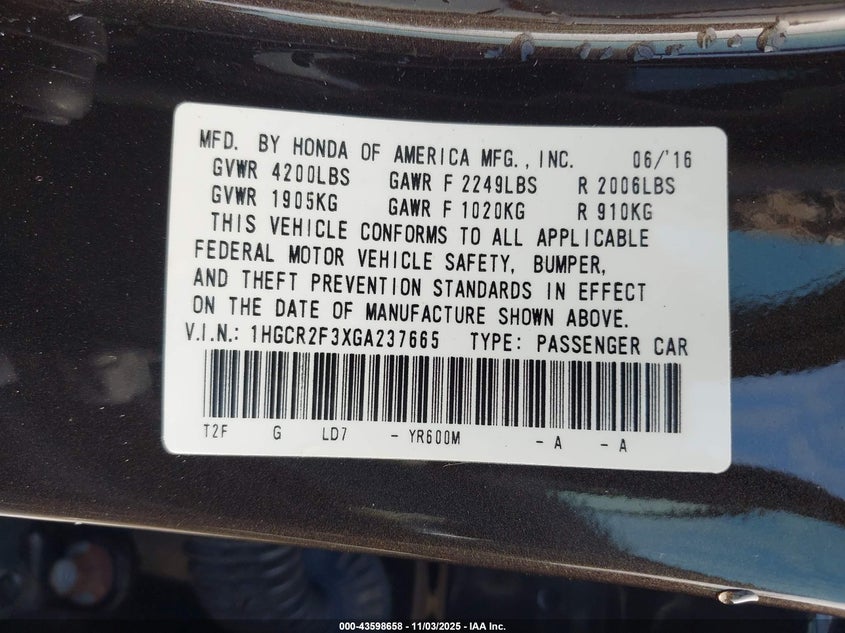 MFD. BY HONDA OF AMERICA MFG., INC. 06/'16
GVWR 4200LBS GAWR F 2249LBS R 2006LBS
GVWR 1905KG GAWR F 1020KG R 910KG
THIS VEHICLE CONFORMS TO ALL APPLICABLE
FEDERAL MOTOR VEHICLE SAFETY, BUMPER,
AND THEFT PREVENTION STANDARDS IN EFFECT
ON THE DATE OF MANUFACTURE SHOWN ABOVE.
V.I.N.: 1HGCR2F3XGA237665 TYPE: PASSENGER CAR
T2F G LD7 - YR600M - A - A
000-43598658 - 11/03/2025 - IAA Inc.